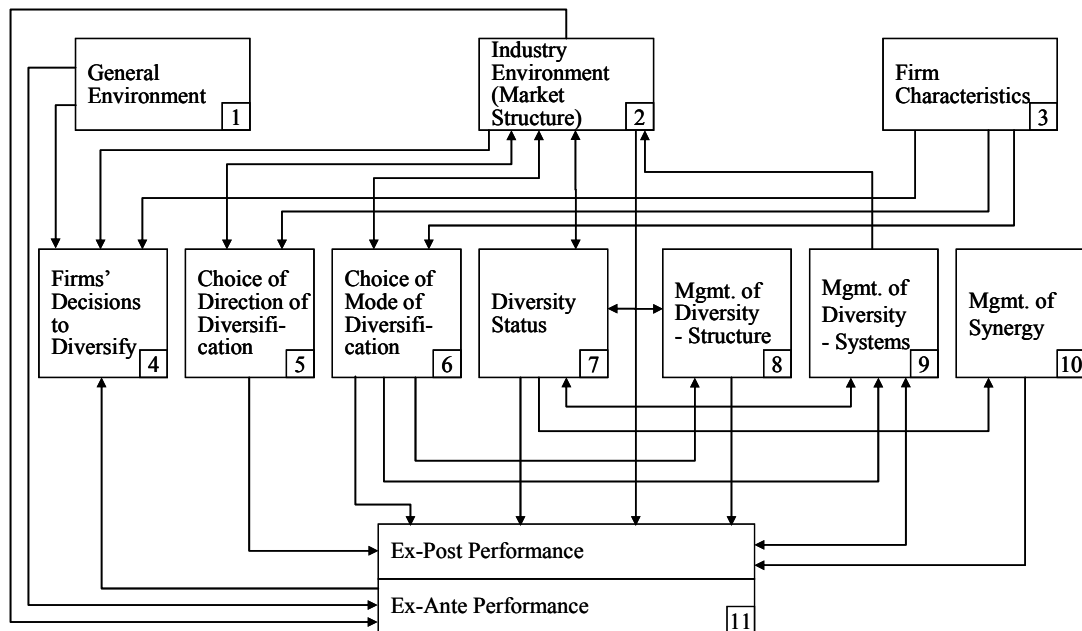 General
Environment
1
Industry
Environment
(Market
Structure)
2
Firm
Characteristics
3
Firms’
Decisions
to
Diversify
4
Choice of
Direction of
Diversifi-
cation
5
Choice of
Mode of
Diversifi-
cation
6
Diversity
Status
7
Mgmt. of
Diversity
- Structure
8
Mgmt. of
Diversity
- Systems
9
Mgmt. of
Synergy
10
Ex-Post Performance
Ex-Ante Performance
11